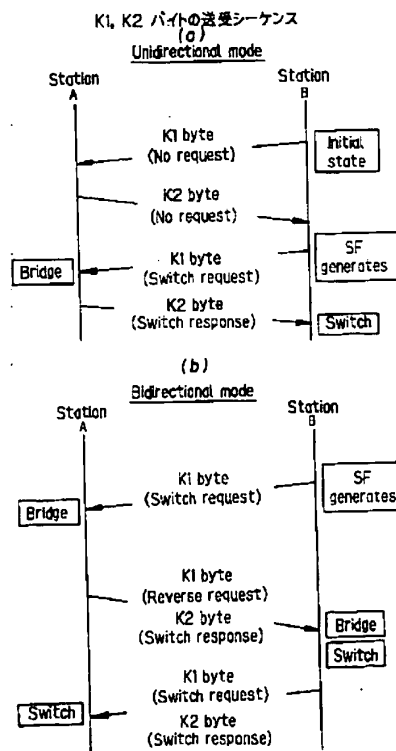 K1, K2 バイトの送受シーケンス
(a)
Unidirectional mode
Station
A
Station
B
K1 byte
(No request)
Initial
state
K2 byte
(No request)
SF
generates
Bridge
K1 byte
(Switch request)
K2 byte
(Switch response)
Switch
(b)
Bidirectional mode
Station
A
Station
B
K1 byte
(Switch request)
SF
generates
Bridge
K1 byte
(Reverse request)
K2 byte
(Switch response)
Bridge
Switch
K1 byte
(Switch request)
Switch
K2 byte
(Switch response)